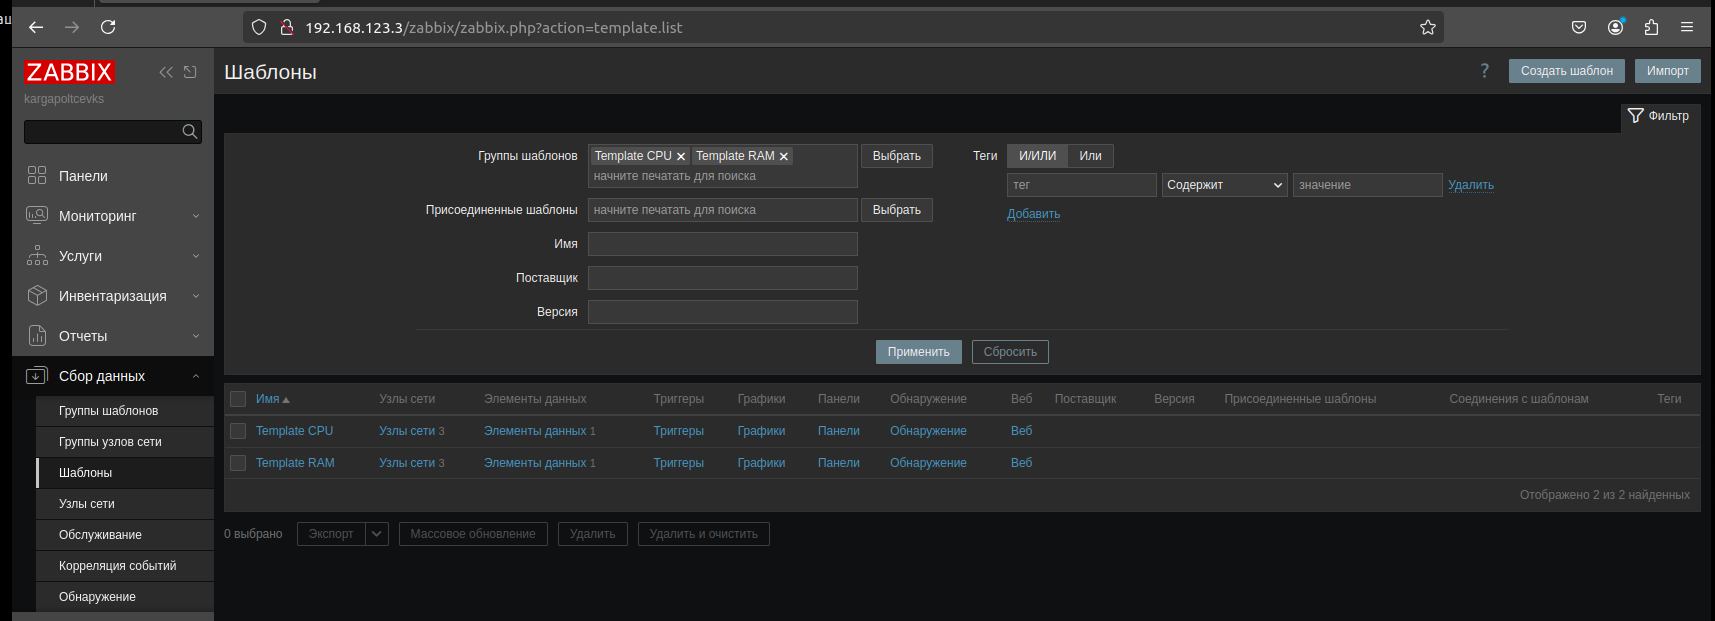 192.168.123.3/zabbix/zabbix.php?action=template.list
ZABBIX
kargapoltcevks
Панели
Мониторинг
Услуги
Инвентаризация
Отчеты
Сбор данных
Группы шаблонов
Группы узлов сети
Шаблоны
Узлы сети
Обслуживание
Корреляция событий
Обнаружение
Шаблоны
? Создать шаблон Импорт
Фильтр
Группы шаблонов Template CPU Template RAM Выбрать
начните печатать для поиска
Присоединенные шаблоны начните печатать для поиска Выбрать
Имя
Поставщик
Версия
Теги И/ИЛИ Или
тег Содержит значение Удалить
Добавить
Применить Сбросить
Имя Узлы сети Элементы данных Триггеры Графики Панели Обнаружение Веб Поставщик Версия Присоединенные шаблоны Соединения с шаблонам Теги
Template CPU Узлы сети 3 Элементы данных 1 Триггеры Графики Панели Обнаружение Веб
Template RAM Узлы сети 3 Элементы данных 1 Триггеры Графики Панели Обнаружение Веб
Отображено 2 из 2 найденных
0 выбрано Экспорт Массовое обновление Удалить Удалить и очистить